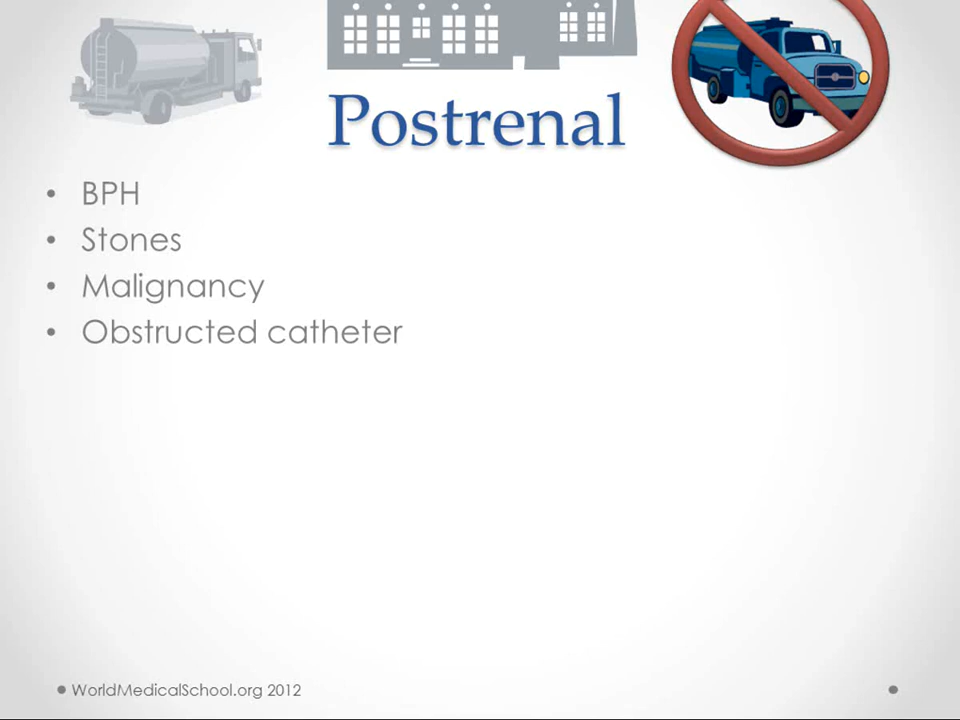 Postrenal
• BPH
• Stones
• Malignancy
• Obstructed catheter
WorldMedicalSchool.org 2012